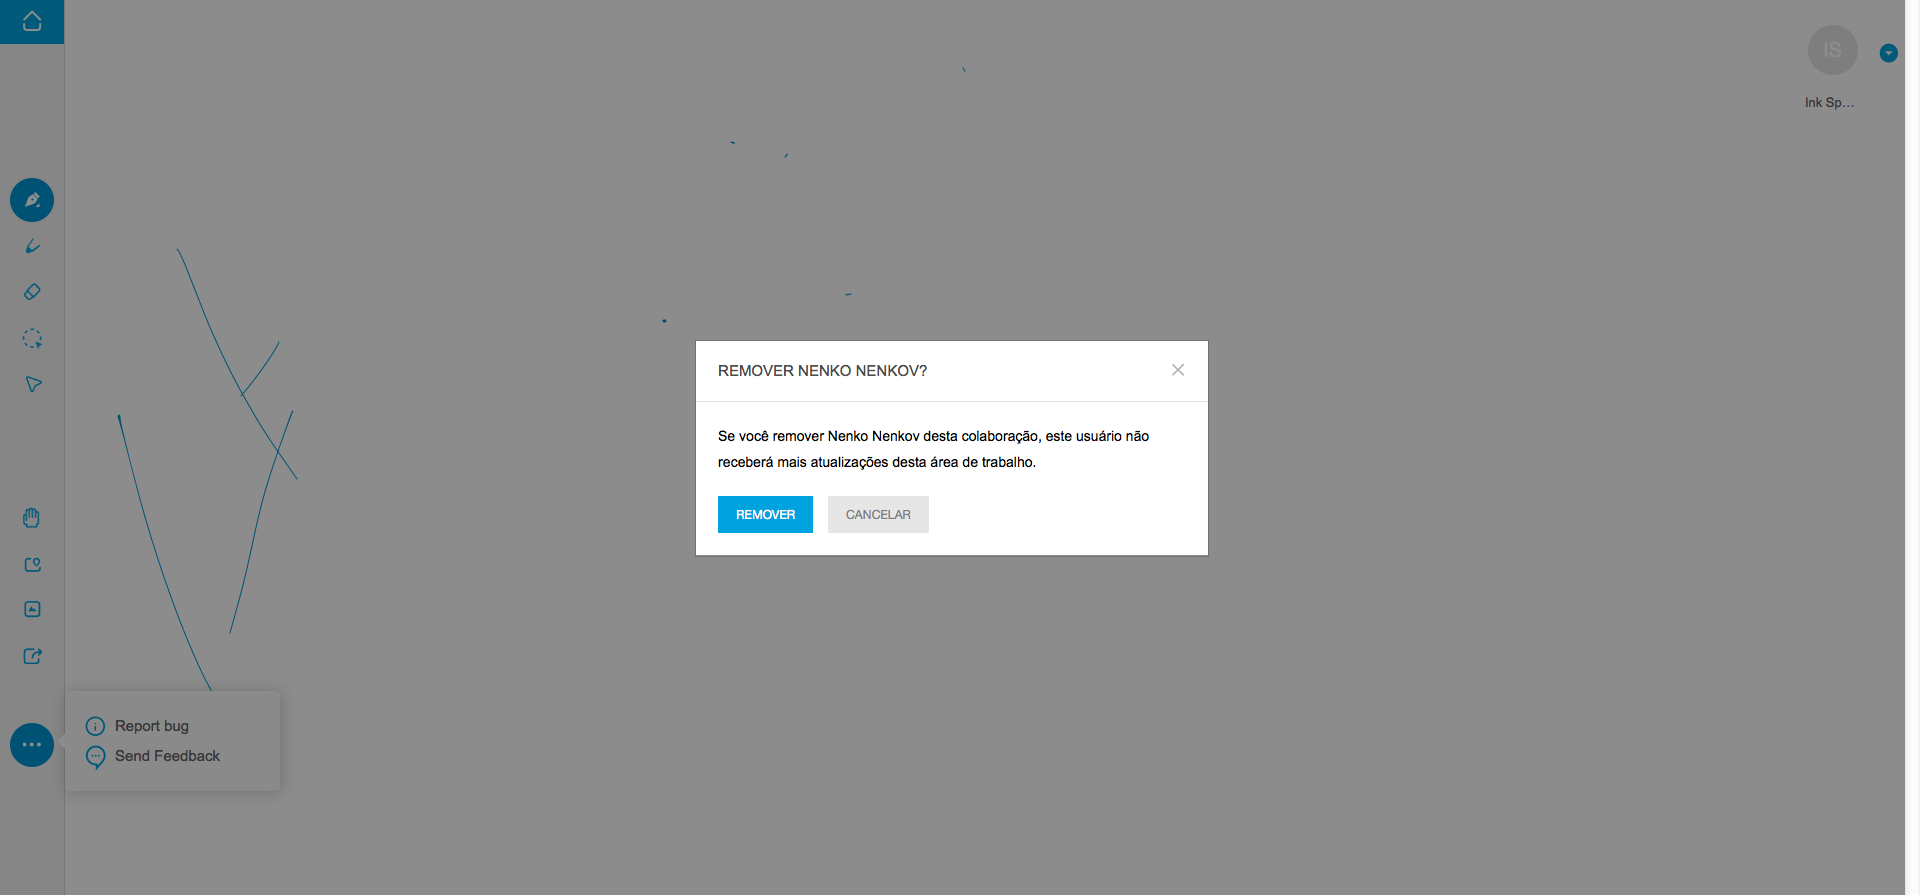 IS
Ink Sp...
REMOVER NENKO NENKOV?
Se você remover Nenko Nenkov desta colaboração, este usuário não
receberá mais atualizações desta área de trabalho.
REMOVER
CANCELAR
Report bug
Send Feedback